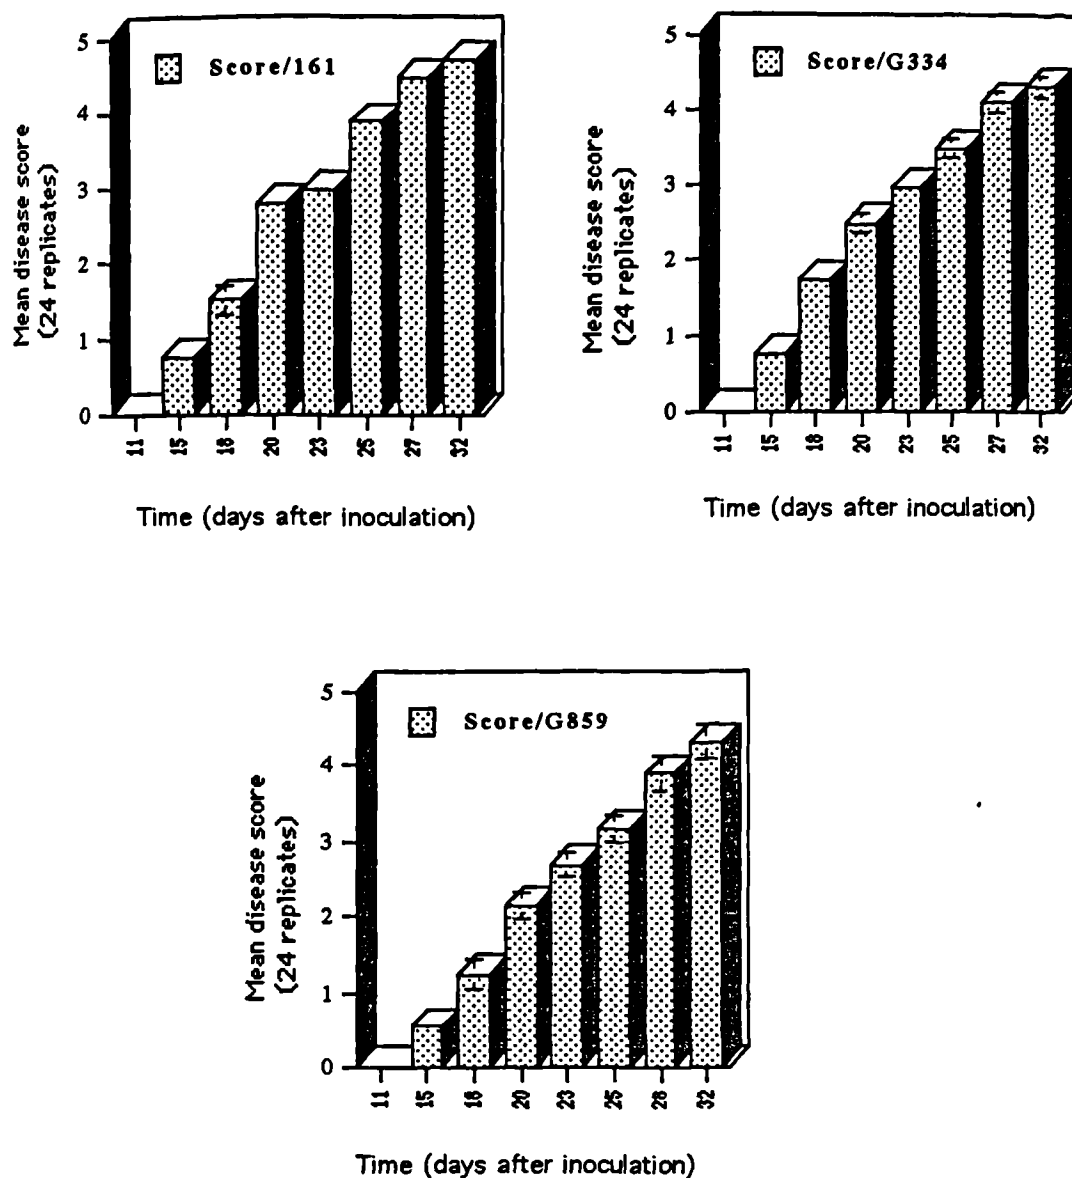 Score/161
Mean disease score
(24 replicates)
5
4
3
2
1
0
11 15 18 20 23 25 27 32
Time (days after inoculation)
Score/G334
Mean disease score
(24 replicates)
5
4
3
2
1
0
11 15 18 20 23 25 27 32
Time (days after inoculation)
Score/G859
Mean disease score
(24 replicates)
5
4
3
2
1
0
11 15 18 20 23 25 28 32
Time (days after inoculation)